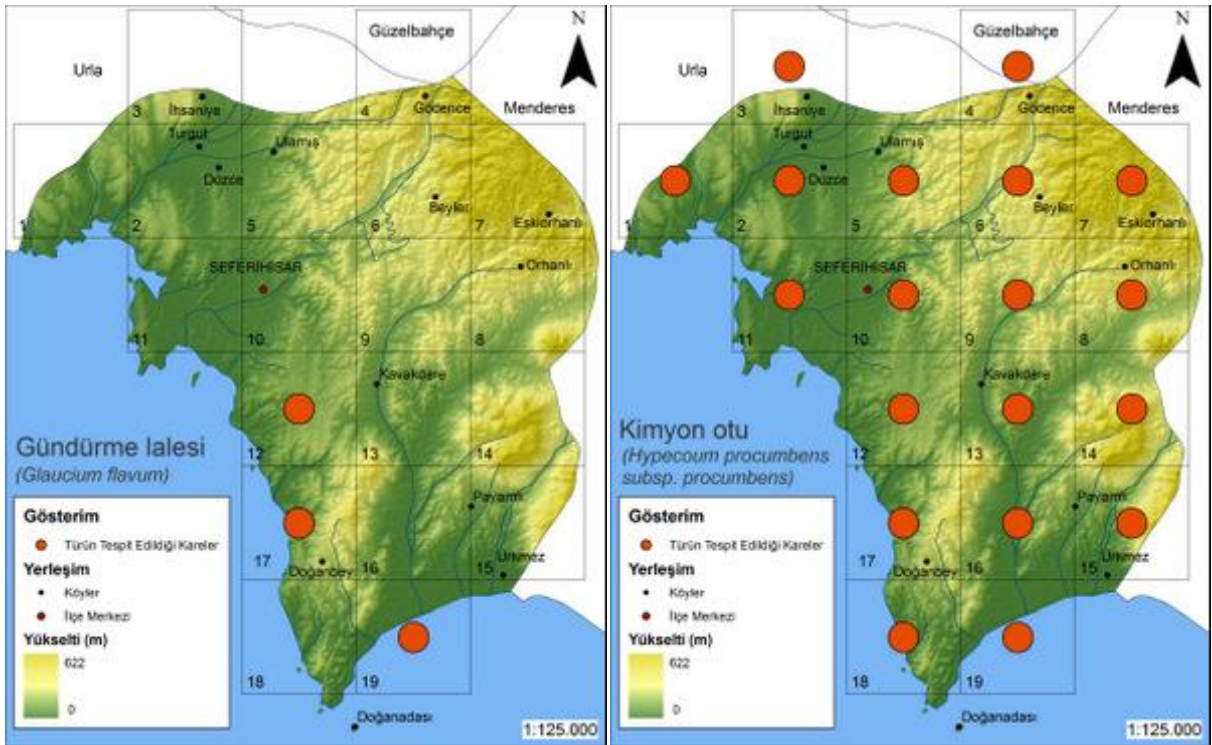 Güzelbahçe
N
Urla
3
4
İhsaniye
Gödence
Menderes
Turgut
Ulamış
Düzce
Beyler
Eskiorhanlı
1
2
5
6
7
SEFERİHİSAR
Orhanlı
11
10
9
8
Kavakdere
Gündürme lalesi
(Glaucium flavum)
12
13
14
Payamlı
Gösterim
Türün Tespit Edildiği Kareler
Yerleşim
Köyler
İlçe Merkezi
Yükselti (m)
622
0
17
Doğanbey
16
15
Ürkmez
18
19
Doğanadası
1:125.000
Güzelbahçe
N
Urla
3
4
İhsaniye
Gödence
Menderes
Turgut
Ulamış
Düzce
Beyler
Eskiorhanlı
1
2
5
6
7
SEFERİHİSAR
Orhanlı
11
10
9
8
Kavakdere
Kimyon otu
(Hypecoum procumbens
subsp. procumbens)
12
13
14
Payamlı
Gösterim
Türün Tespit Edildiği Kareler
Yerleşim
Köyler
İlçe Merkezi
Yükselti (m)
622
0
17
Doğanbey
16
15
Ürkmez
18
19
Doğanadası
1:125.000